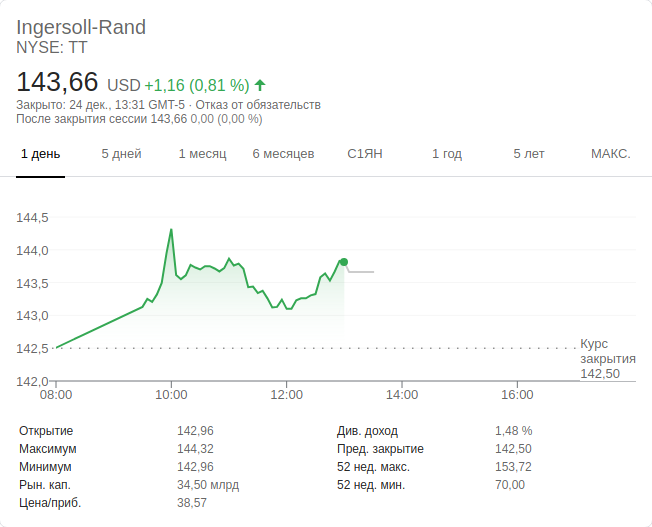 Ingersoll-Rand
NYSE: TT
143,66 USD +1,16 (0,81 %)
Закрыто: 24 дек., 13:31 GMT-5 · Отказ от обязательств
После закрытия сессии 143,66 0,00 (0,00 %)
1 день 5 дней 1 месяц 6 месяцев С1ЯН 1 год 5 лет МАКС.
144,5
144,0
143,5
143,0
142,5
142,0
Курс
закрытия
142,50
08:00 10:00 12:00 14:00 16:00
Открытие 142,96 Див. доход 1,48 %
Максимум 144,32 Пред. закрытие 142,50
Минимум 142,96 52 нед. макс. 153,72
Рын. кап. 34,50 млрд 52 нед. мин. 70,00
Цена/приб. 38,57